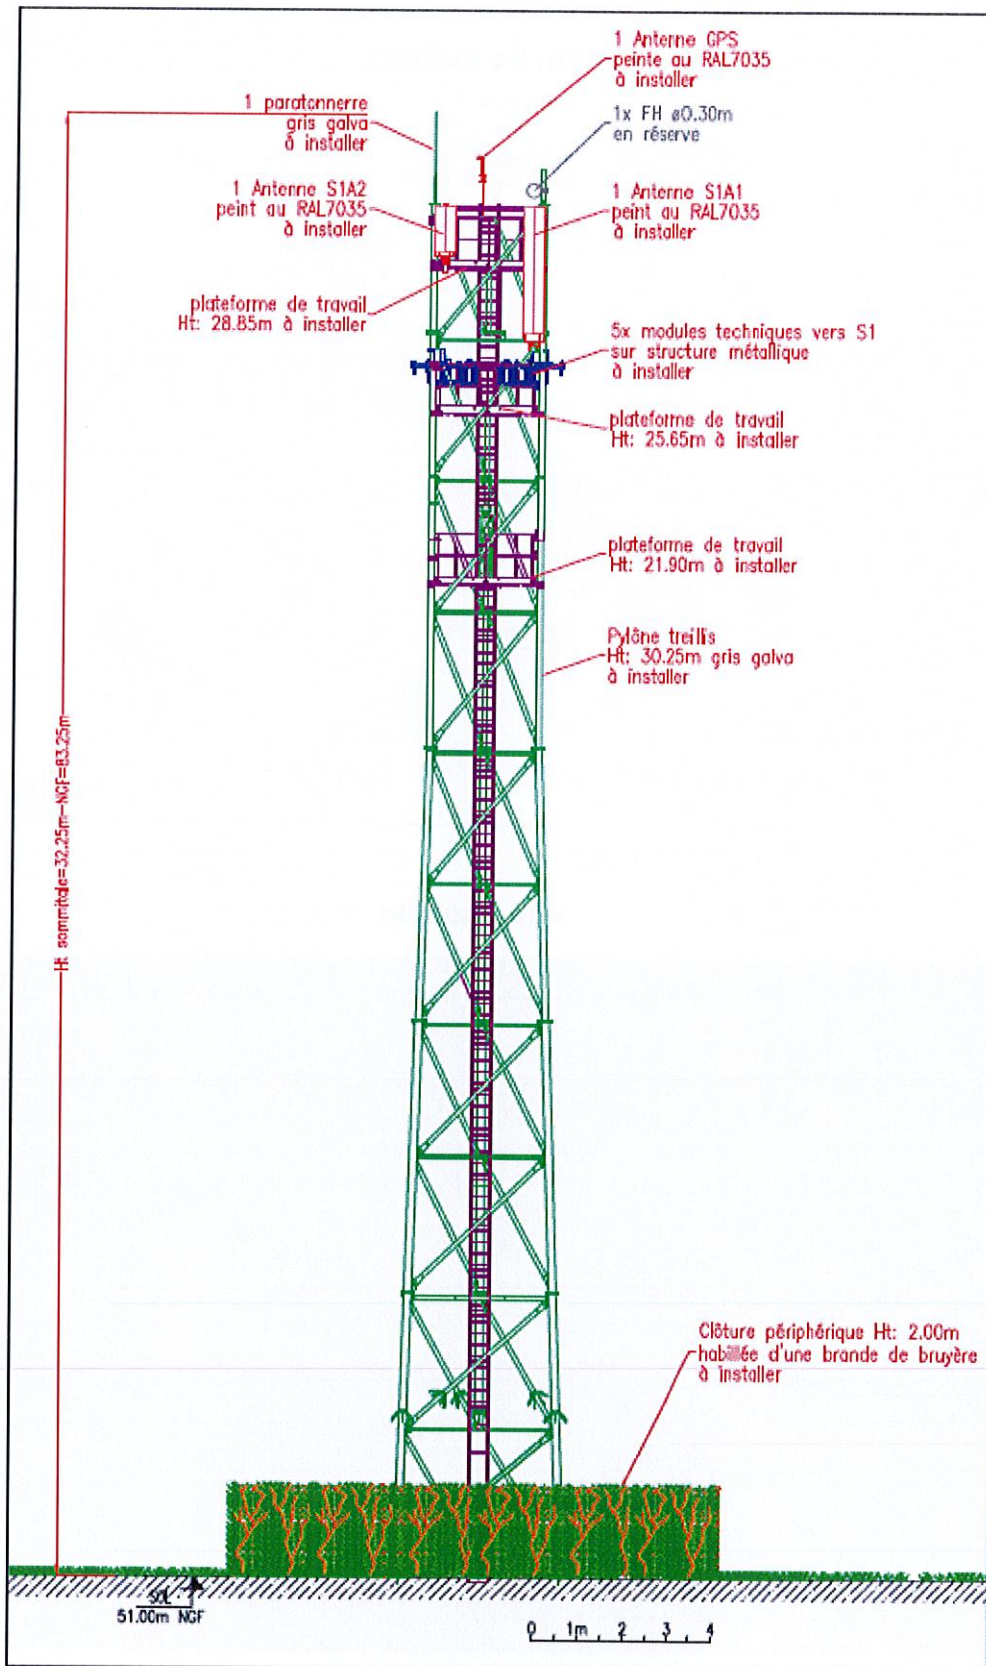 1 Antenne GPS
peinte au RAL7035
à installer
1 paratonnerre
gris galva
à installer
1x FH ø0.30m
en réserve
1 Antenne S1A2
peint au RAL7035
à installer
1 Antenne S1A1
peint au RAL7035
à installer
plateforme de travail
Ht: 28.85m à installer
5x modules techniques vers S1
sur structure métallique
à installer
plateforme de travail
Ht: 25.65m à installer
plateforme de travail
Ht: 21.90m à installer
Pylône treillis
Ht: 30.25m gris galva
à installer
Ht sommitale=32.25m-NGF=83.25m
Clôture périphérique Ht: 2.00m
habillée d'une brande de bruyère
à installer
SOL
51.00m NGF
0 1m 2 3 4